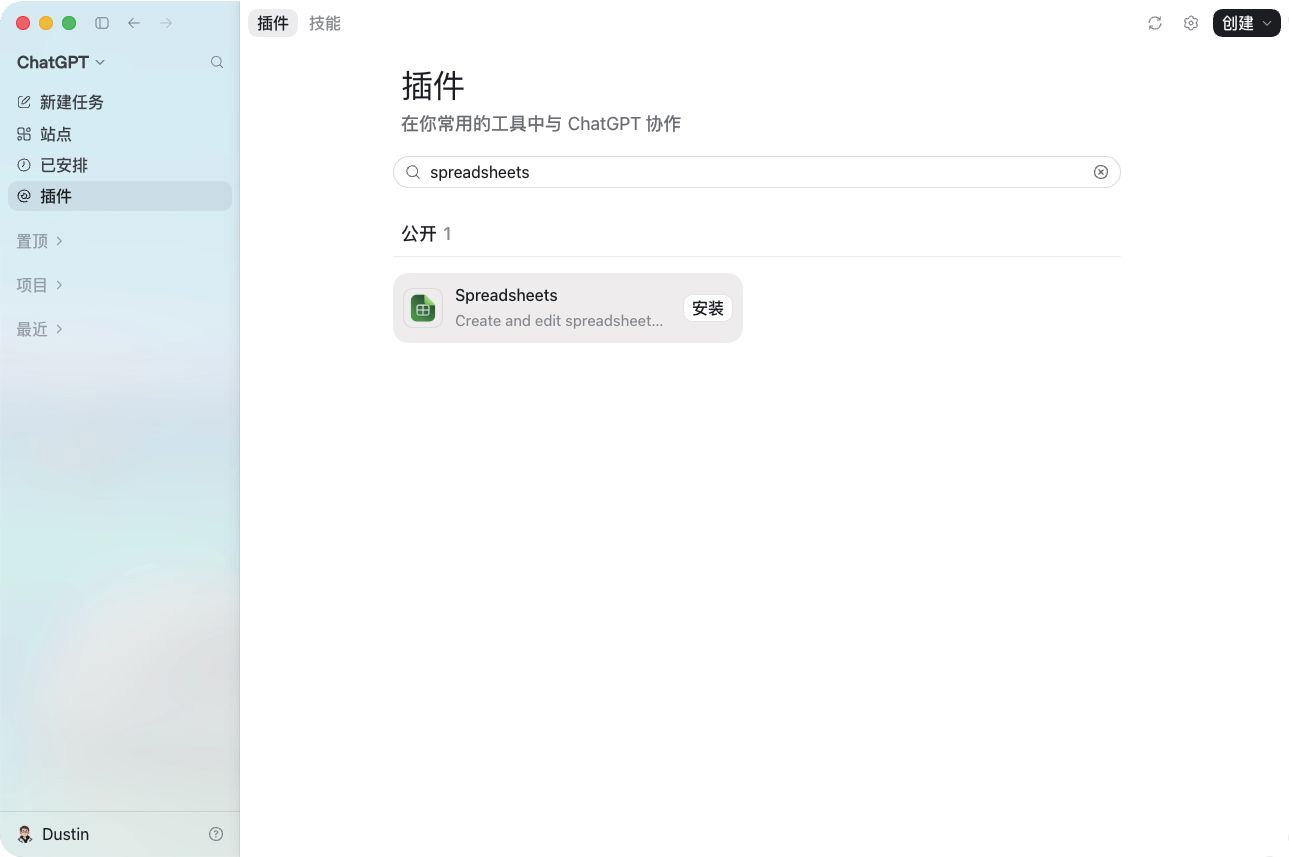 插件 技能
创建
ChatGPT
新建任务
站点
已安排
插件
置顶
项目
最近
Dustin
插件
在你常用的工具中与 ChatGPT 协作
spreadsheets
公开 1
Spreadsheets
Create and edit spreadsheet...
安装